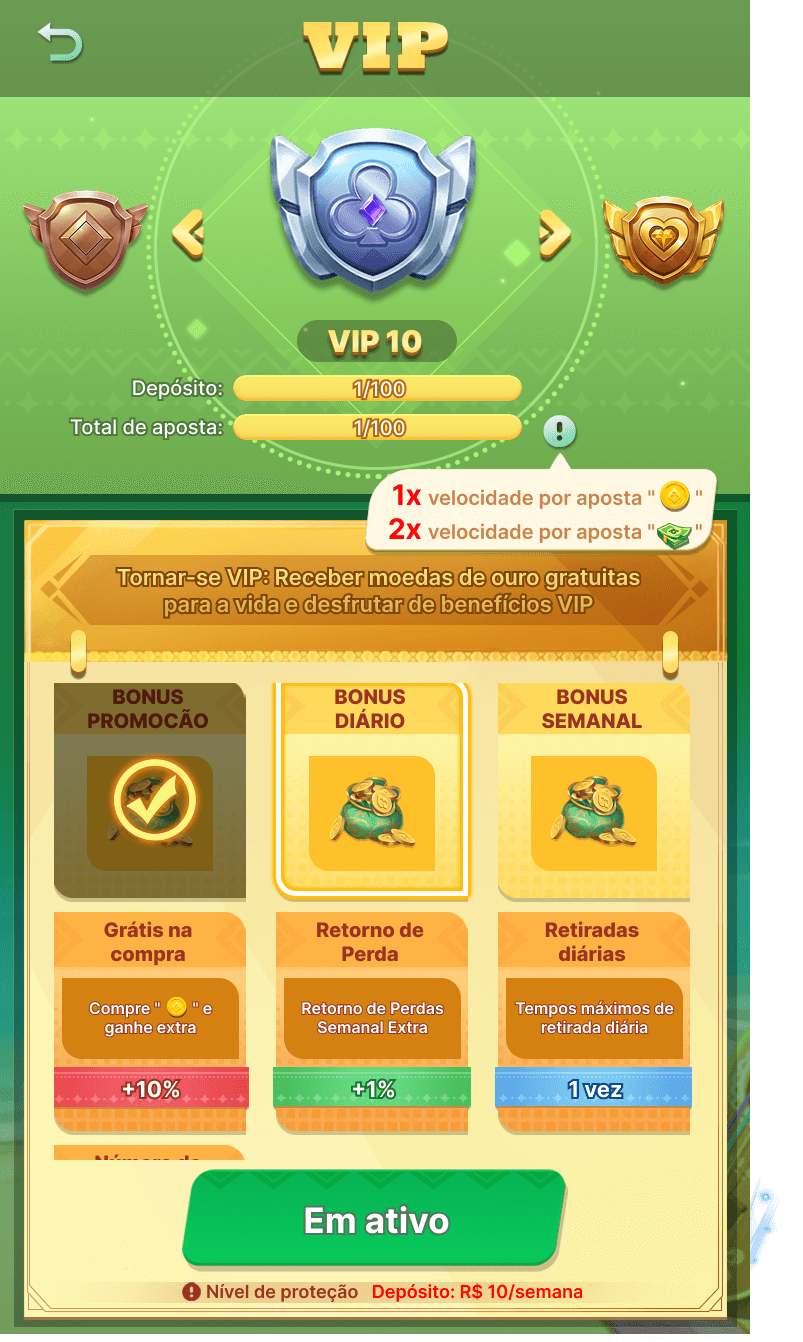 VIP
VIP 10
Depósito: 1/100
Total de aposta: 1/100
1x velocidade por aposta " "
2x velocidade por aposta " "
Tornar-se VIP: Receber moedas de ouro gratuitas
para a vida e desfrutar de benefícios VIP
BONUS
PROMOCÃO
BONUS
DIÁRIO
BONUS
SEMANAL
Grátis na
compra
Compre " " e
ganhe extra
+10%
Retorno de
Perda
Retorno de Perdas
Semanal Extra
+1%
Retiradas
diárias
Tempos máximos de
retirada diária
1 vez
Em ativo
Nível de proteção Depósito: R$ 10/semana